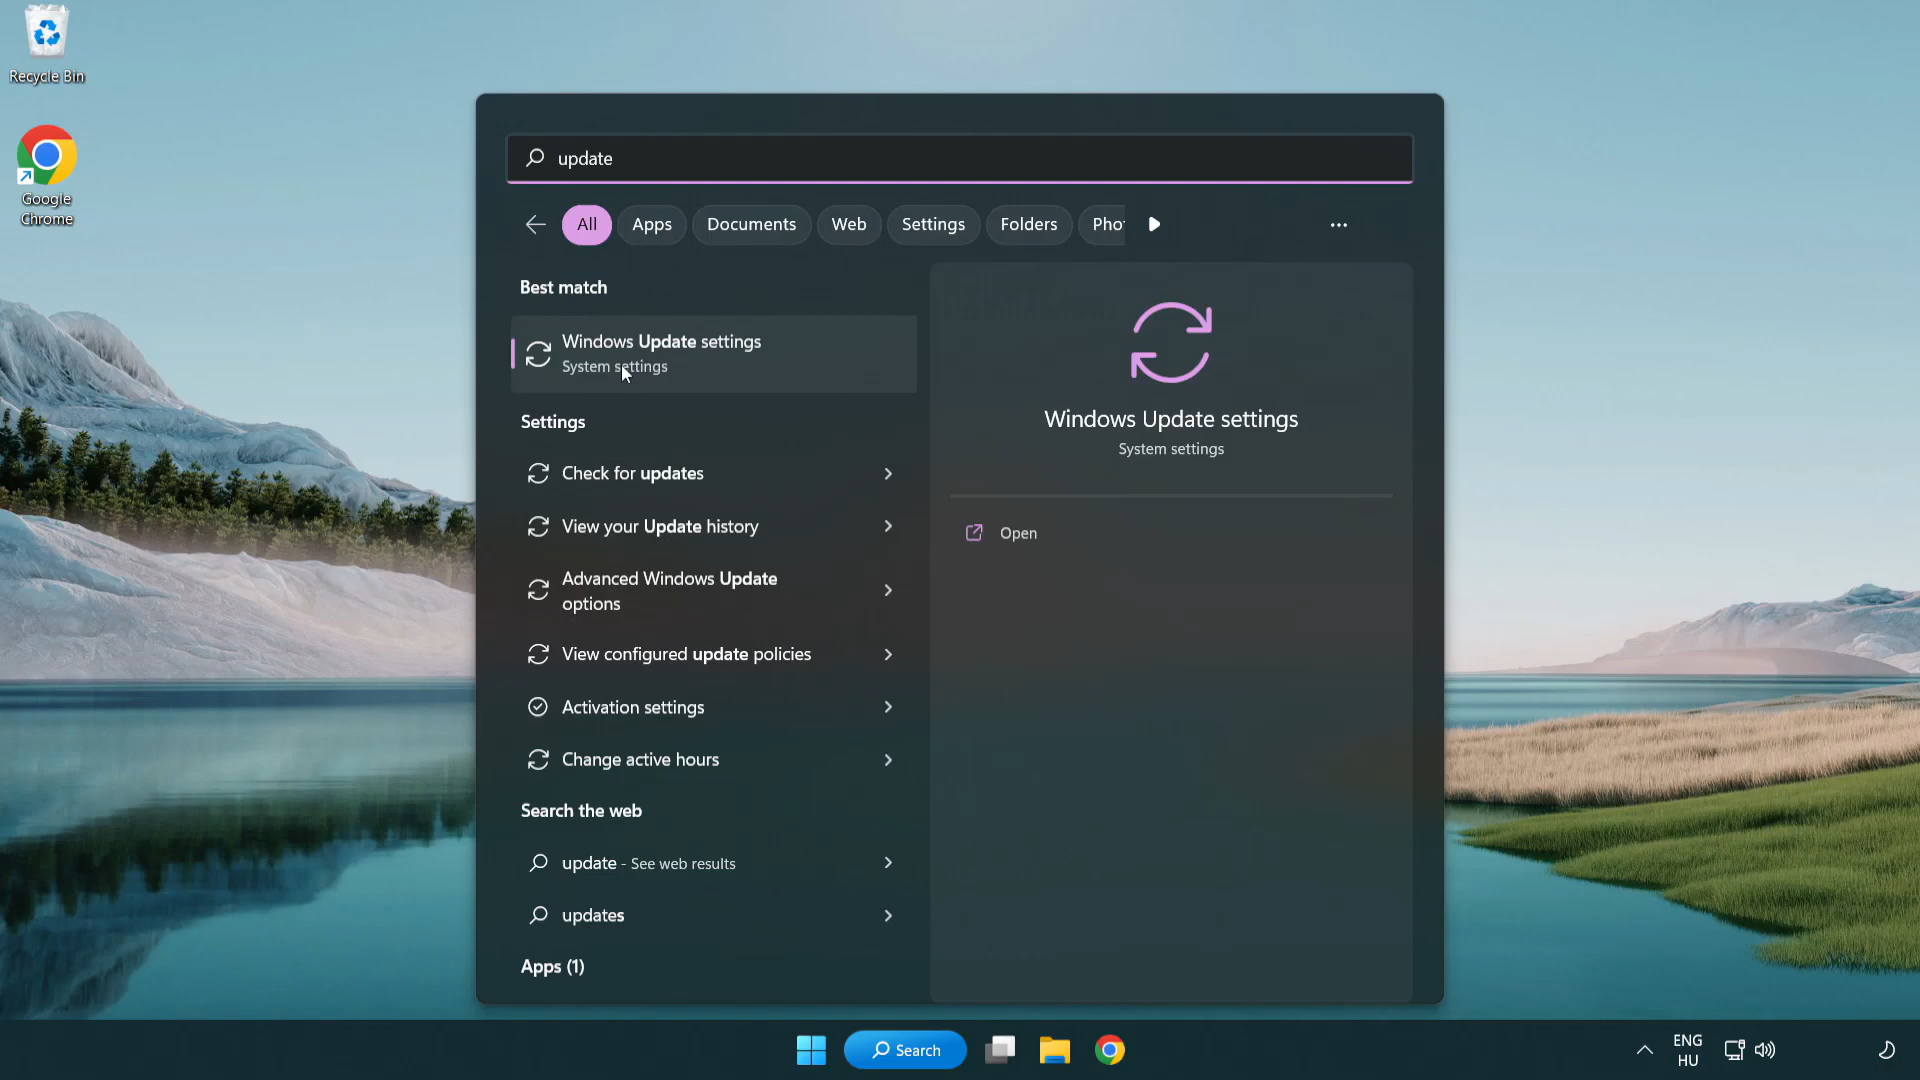 Recycle Bin
Google
Chrome
update
All
Apps
Documents
Web
Settings
Folders
Pho
Best match
Windows Update settings
System settings
Settings
Check for updates
View your Update history
Advanced Windows Update
options
View configured update policies
Activation settings
Change active hours
Search the web
update - See web results
updates
Apps (1)
Windows Update settings
System settings
Open
Search
ENG
HU